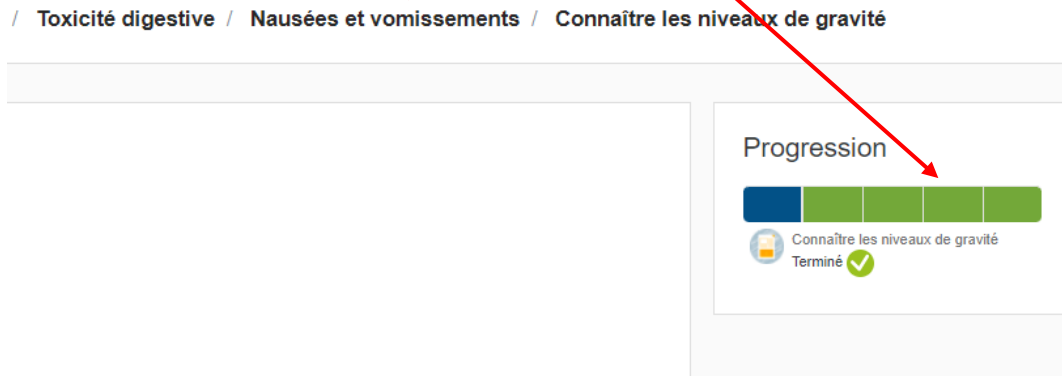 / Toxicité digestive / Nausées et vomissements / Connaître les niveaux de gravité
Progression
Connaître les niveaux de gravité
Terminé